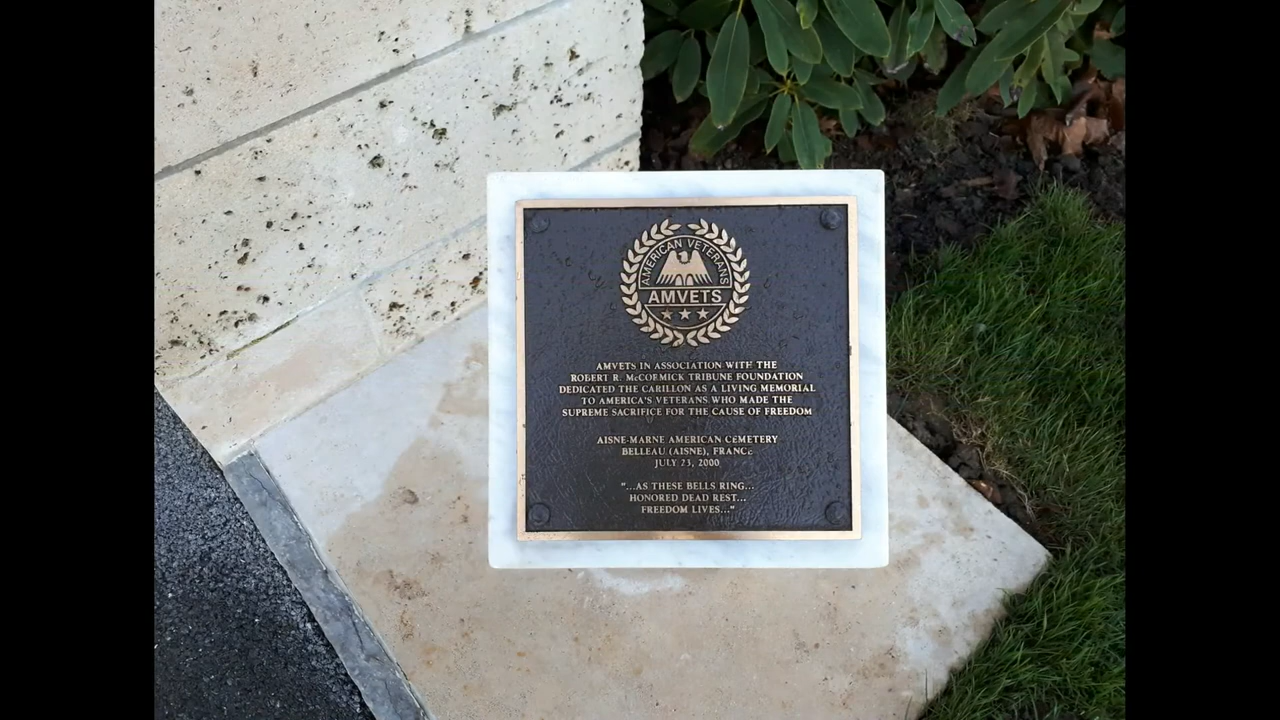 AMERICAN VETERANS
AMVETS
AMVETS IN ASSOCIATION WITH THE
ROBERT R. McCORMICK TRIBUNE FOUNDATION
DEDICATED THE CARILLON AS A LIVING MEMORIAL
TO AMERICA'S VETERANS WHO MADE THE
SUPREME SACRIFICE FOR THE CAUSE OF FREEDOM
AISNE-MARNE AMERICAN CEMETERY
BELLEAU (AISNE), FRANCE
JULY 23, 2000
"...AS THESE BELLS RING...
HONORED DEAD REST...
FREEDOM LIVES..."